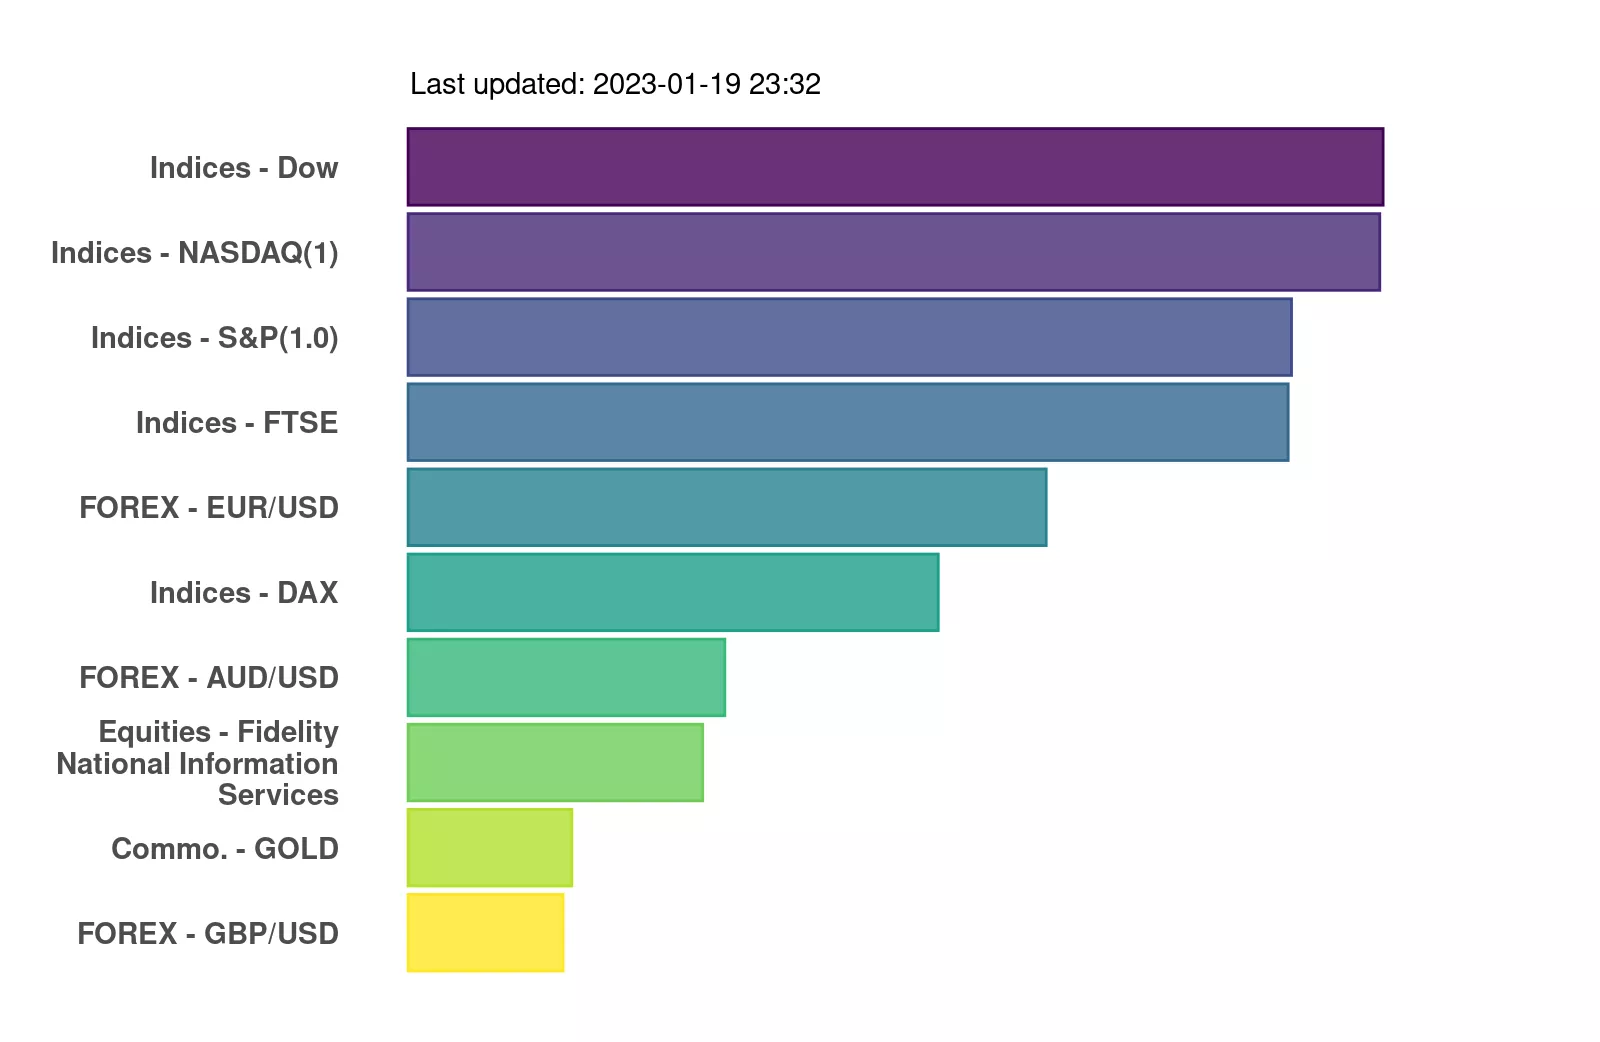 Last updated: 2023-01-19 23:32
Indices - Dow
Indices - NASDAQ(1)
Indices - S&P(1.0)
Indices - FTSE
FOREX - EUR/USD
Indices - DAX
FOREX - AUD/USD
Equities - Fidelity
National Information
Services
Commo. - GOLD
FOREX - GBP/USD